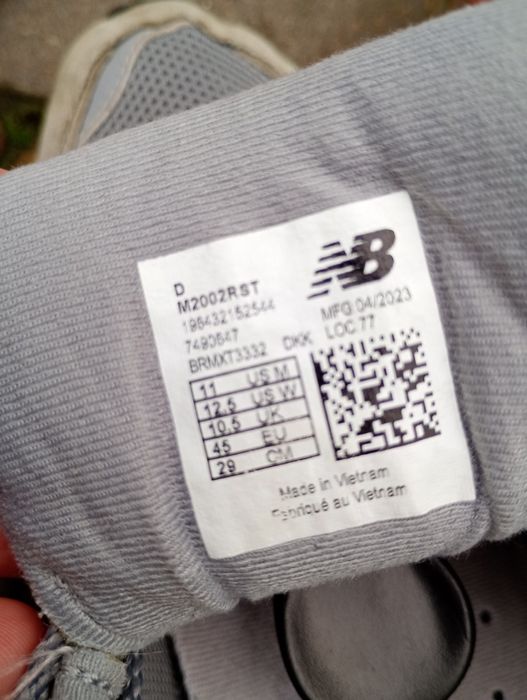 D
M2002RST
196432152544
7490647
BRMXT3332 DKK
NB
MFG 04/2023
LOC 77
11 US M
12.5 US W
10.5 UK
45 EU
29 CM
Made in Vietnam
Fabriqué au Vietnam